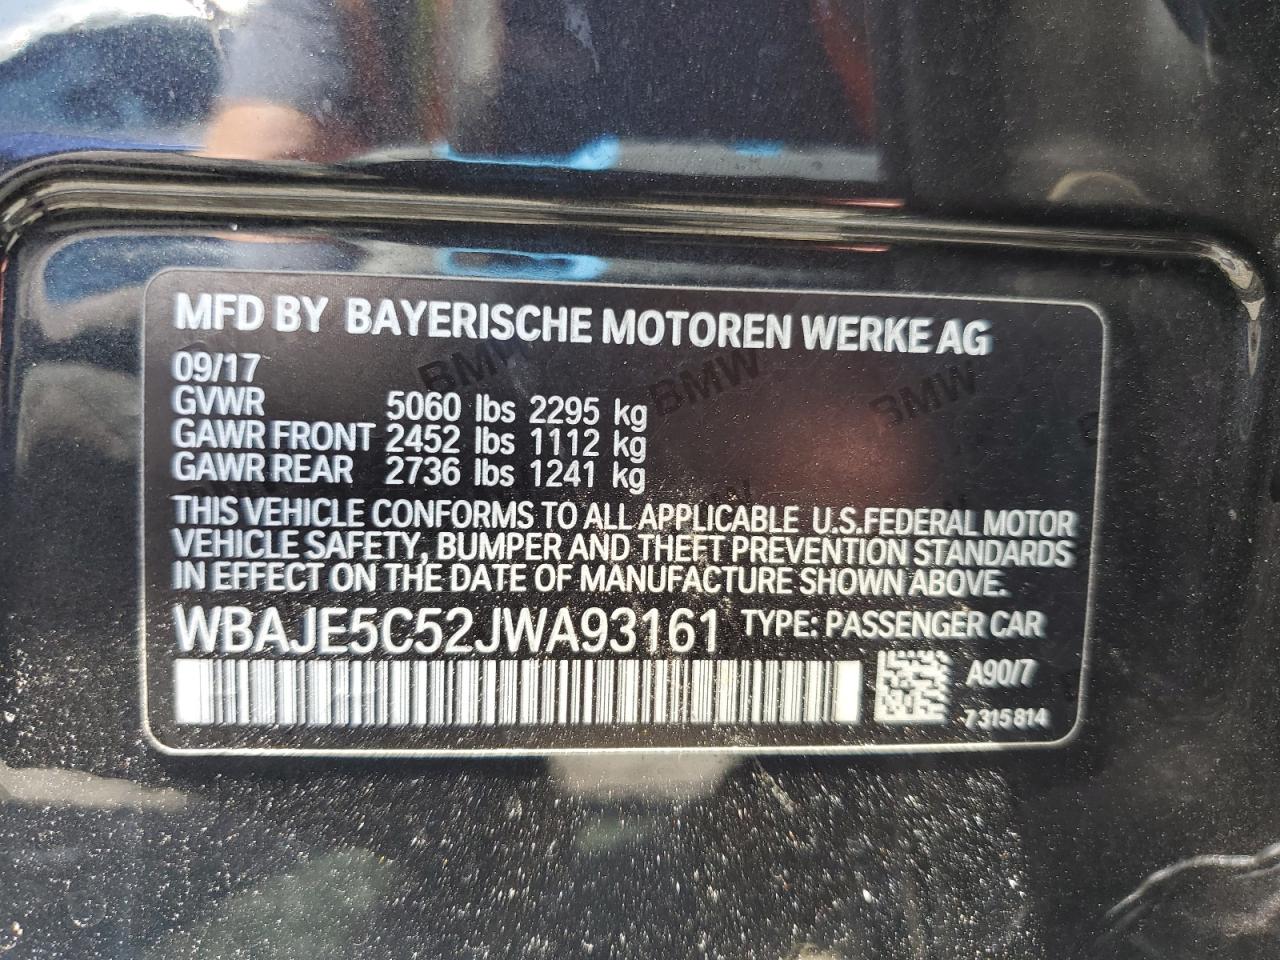 MFD BY BAYERISCHE MOTOREN WERKE AG
09/17
GVWR 5060 lbs 2295 kg
GAWR FRONT 2452 lbs 1112 kg
GAWR REAR 2736 lbs 1241 kg
THIS VEHICLE CONFORMS TO ALL APPLICABLE U.S.FEDERAL MOTOR
VEHICLE SAFETY, BUMPER AND THEFT PREVENTION STANDARDS
IN EFFECT ON THE DATE OF MANUFACTURE SHOWN ABOVE.
WBAJE5C52JWA93161 TYPE: PASSENGER CAR
A90/7
7 315 814
BMW
BMW
BMW